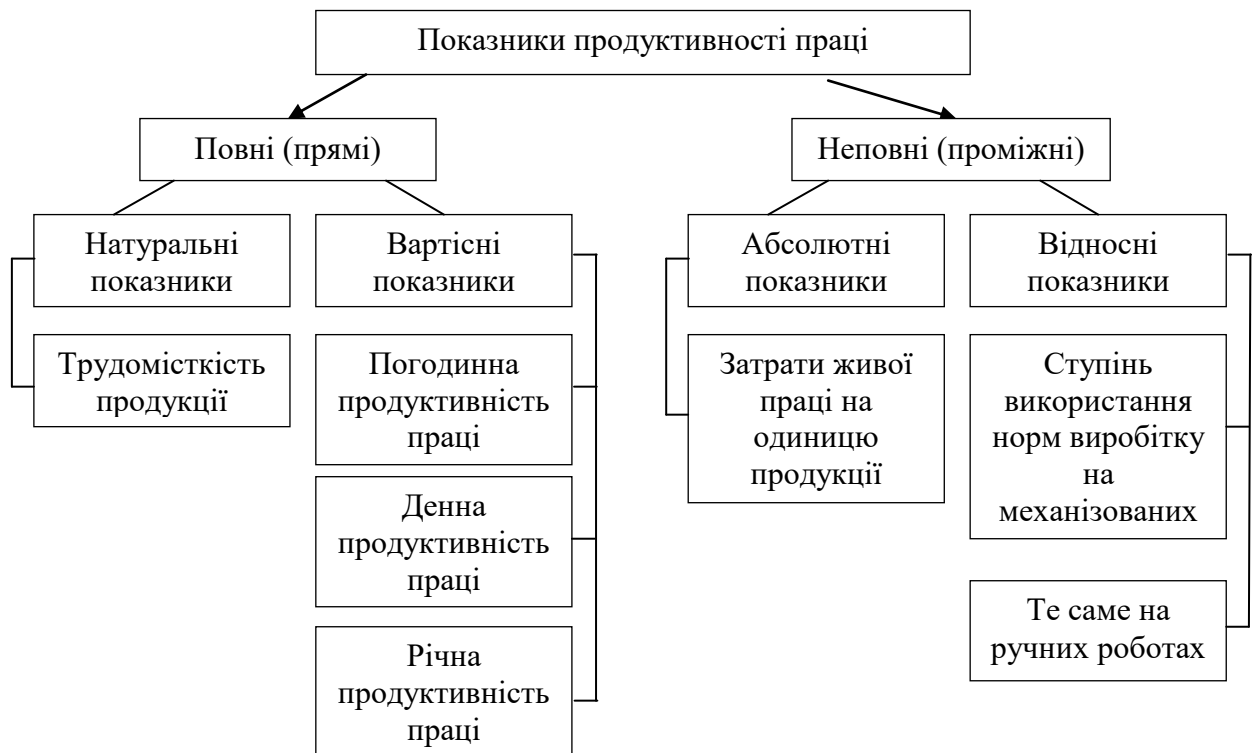 Показники продуктивності праці
Повні (прямі)
Неповні (проміжні)
Натуральні
показники
Вартісні
показники
Абсолютні
показники
Відносні
показники
Трудомісткість
продукції
Погодинна
продуктивність
праці
Затрати живої
праці на
одиницю
продукції
Ступінь
використання
норм виробітку
на
механізованих
Денна
продуктивність
праці
Те саме на
ручних роботах
Річна
продуктивність
праці